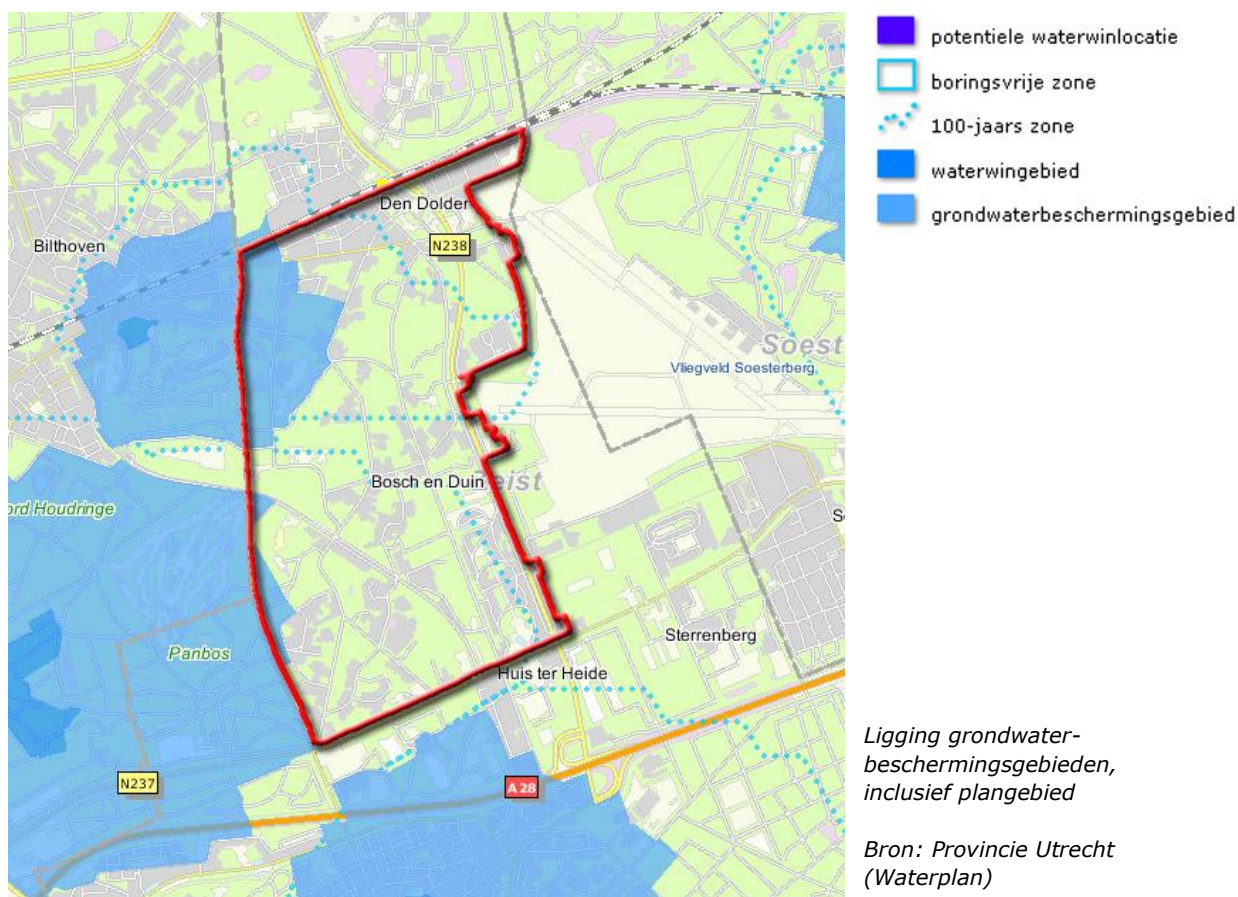 potentiele waterwinlocatie
boringsvrije zone
100-jaars zone
waterwingebied
grondwaterbeschermingsgebied
Den Dolder
Bilthoven
N238
Soest
Vliegveld Soesterberg
Bosch en Duin
Zeist
ord Houdringe
S
Sterrenberg
Panbos
Huis ter Heide
N237
A 28
Ligging grondwater-
beschermingsgebieden,
inclusief plangebied
Bron: Provincie Utrecht
(Waterplan)